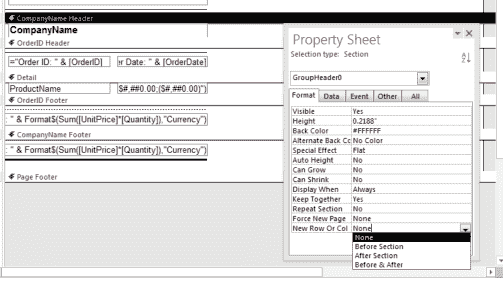 CompanyName Header
CompanyName
OrderID Header
="Order ID: " & [OrderID]
r Date: " & [OrderDate]
Detail
ProductName
$#,##0.00;($#,##0.00)")
OrderID Footer
: " & Format$(Sum([UnitPrice]*[Quantity]),"Currency")
CompanyName Footer
: " & Format$(Sum([UnitPrice]*[Quantity]),"Currency")
Page Footer
Property Sheet
Selection type: Section
GroupHeader0
Format Data Event Other All
Visible Yes
Height 0.2188"
Back Color #FFFFFF
Alternate Back Cc No Color
Special Effect Flat
Auto Height No
Can Grow No
Can Shrink No
Display When Always
Keep Together Yes
Repeat Section No
Force New Page None
New Row Or Col None
None
Before Section
After Section
Before & After